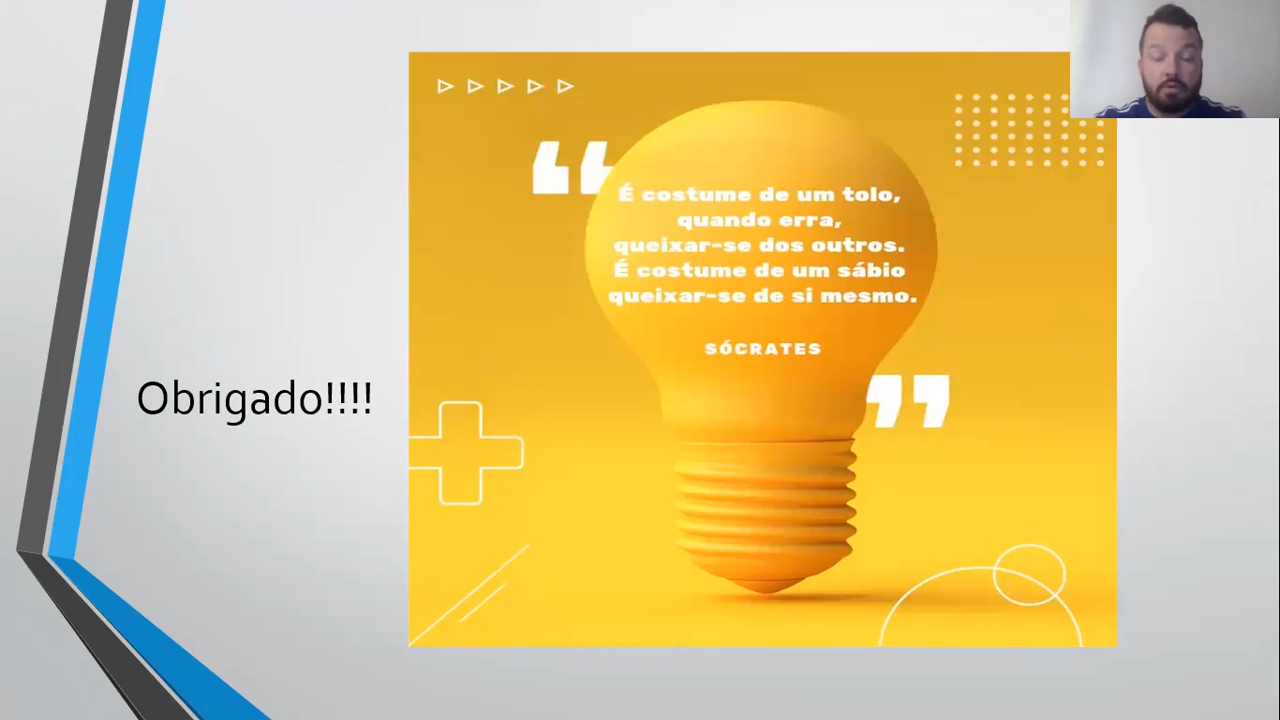 É costume de um tolo,
quando erra,
queixar-se dos outros.
É costume de um sábio
queixar-se de si mesmo.
SÓCRATES
Obrigado!!!!